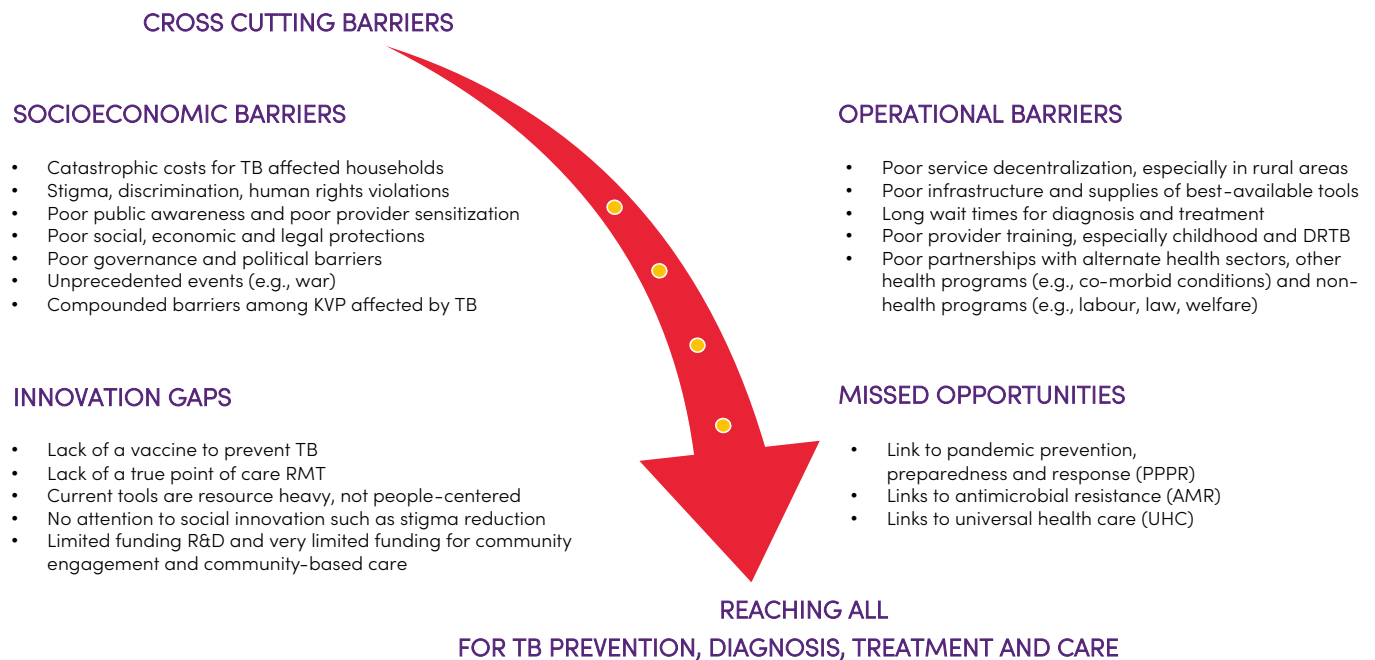 CROSS CUTTING BARRIERS
SOCIOECONOMIC BARRIERS
• Catastrophic costs for TB affected households
• Stigma, discrimination, human rights violations
• Poor public awareness and poor provider sensitization
• Poor social, economic and legal protections
• Poor governance and political barriers
• Unprecedented events (e.g., war)
• Compounded barriers among KVP affected by TB
OPERATIONAL BARRIERS
• Poor service decentralization, especially in rural areas
• Poor infrastructure and supplies of best-available tools
• Long wait times for diagnosis and treatment
• Poor provider training, especially childhood and DRTB
• Poor partnerships with alternate health sectors, other
health programs (e.g., co-morbid conditions) and non-
health programs (e.g., labour, law, welfare)
INNOVATION GAPS
• Lack of a vaccine to prevent TB
• Lack of a true point of care RMT
• Current tools are resource heavy, not people-centered
• No attention to social innovation such as stigma reduction
• Limited funding R&D and very limited funding for community
engagement and community-based care
MISSED OPPORTUNITIES
• Link to pandemic prevention,
preparedness and response (PPPR)
• Links to antimicrobial resistance (AMR)
• Links to universal health care (UHC)
REACHING ALL
FOR TB PREVENTION, DIAGNOSIS, TREATMENT AND CARE